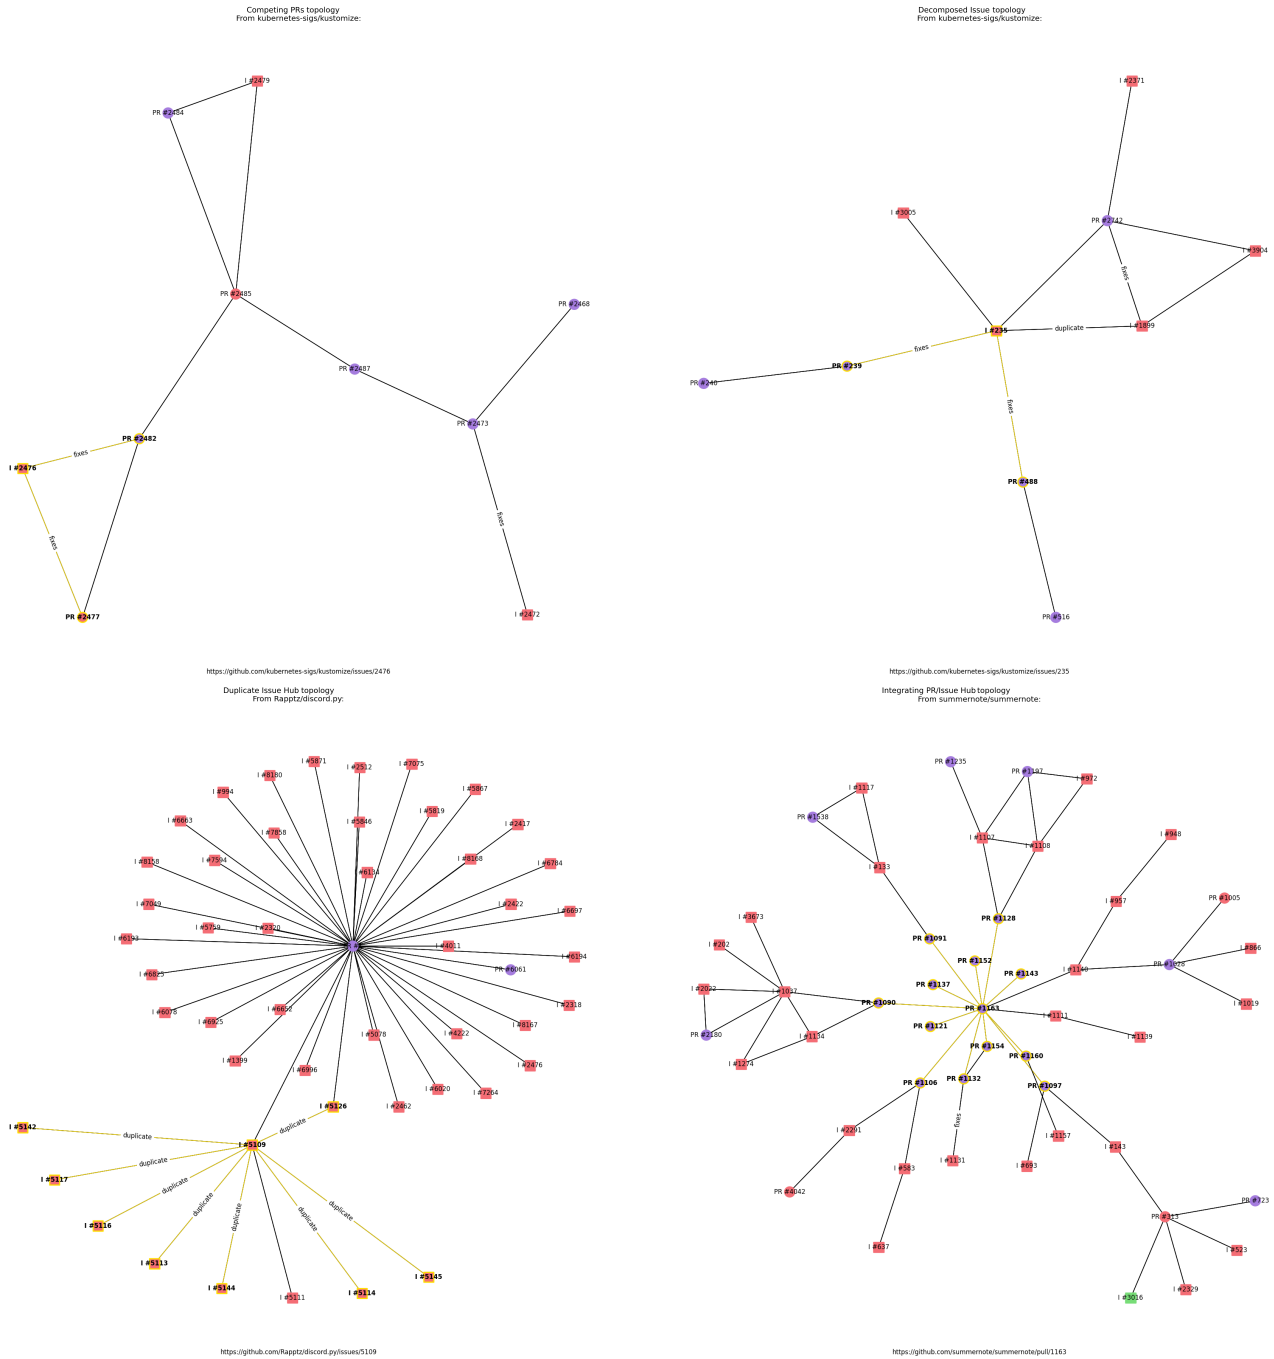 Competing PRs topology
From kubernetes-sigs/kustomize:
I #2479
PR #2484
PR #2485
PR #2468
PR #2487
PR #2473
PR #2482
fixes
I #2476
fixes
fixes
I #2472
PR #2477
https://github.com/kubernetes-sigs/kustomize/issues/2476
Decomposed Issue topology
From kubernetes-sigs/kustomize:
I #2371
I #3005
PR #2742
I #3904
fixes
I #235
duplicate
I #1899
fixes
PR #239
PR #240
fixes
PR #488
PR #516
https://github.com/kubernetes-sigs/kustomize/issues/235
Duplicate Issue Hub topology
From Rapptz/discord.py:
I #5871
I #2512
I #7075
I #8180
I #994
I #5867
I #5819
I #6663
I #5846
I #2417
I #7858
I #8158
I #7594
I #8168
I #6784
I #7049
I #2422
I #6697
I #5759
I #2320
I #6193
I #4011
I #6194
I #6825
PR #6061
I #6078
I #6652
I #2318
I #6925
I #8167
I #5078
I #4222
I #1399
I #2476
I #6996
I #6020
I #7264
I #2462
I #5126
I #5142
duplicate
duplicate
I #5109
duplicate
I #5117
duplicate
duplicate
duplicate
duplicate
duplicate
I #5116
I #5113
I #5145
I #5144
I #5114
I #5111
https://github.com/Rapptz/discord.py/issues/5109
Integrating PR/Issue Hub topology
From summernote/summernote:
PR #1235
PR #1197
I #972
I #1117
PR #1538
I #1107
I #948
I #1108
I #133
I #957
PR #1005
I #3673
PR #1128
I #202
PR #1091
I #866
PR #1152
PR #1143
I #1140
PR #1028
PR #1137
I #2022
I #1037
PR #1090
PR #1163
I #1019
I #1111
PR #1121
PR #2180
I #1134
I #1139
PR #1154
PR #1160
I #1274
PR #1106
PR #1132
PR #1097
fixes
I #2291
I #1157
I #143
I #1131
I #583
I #693
PR #4042
PR #723
PR #313
I #637
I #523
I #2329
I #3016
https://github.com/summernote/summernote/pull/1163